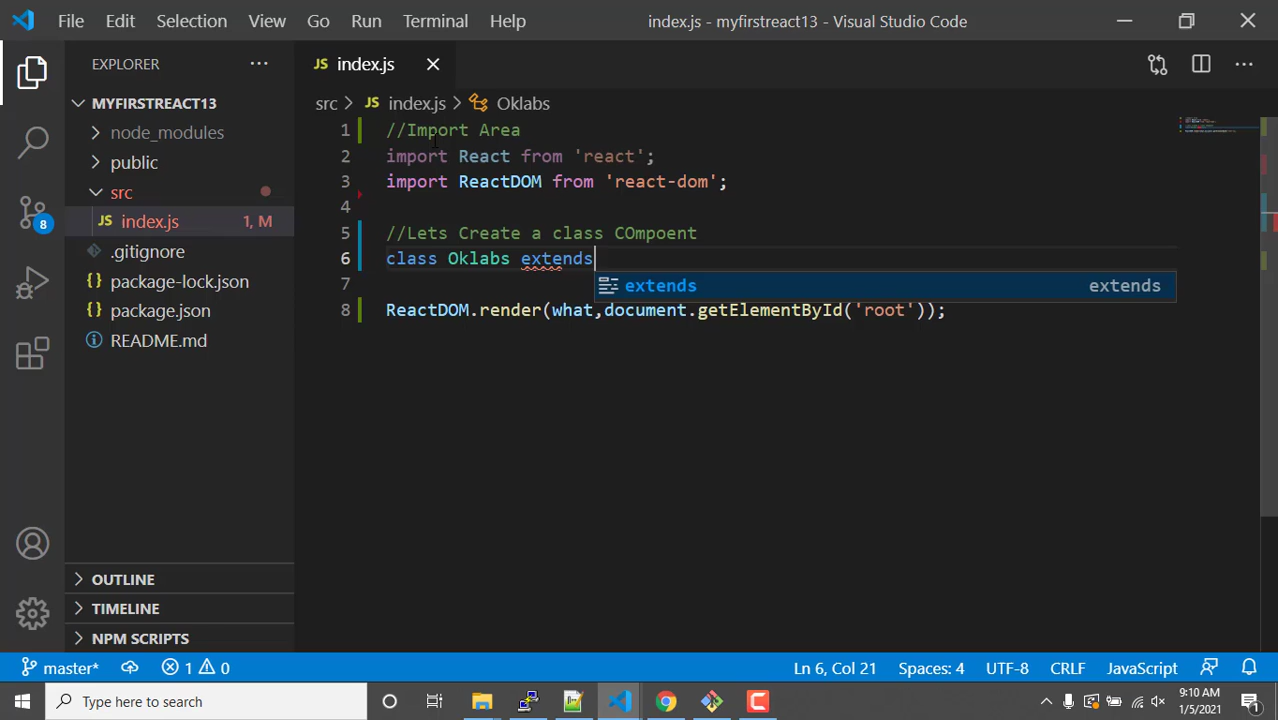 File Edit Selection View Go Run Terminal Help index.js - myfirstreact13 - Visual Studio Code
EXPLORER
MYFIRSTREACT13
node_modules
public
src
JS index.js 1, M
.gitignore
{} package-lock.json
{} package.json
README.md
OUTLINE
TIMELINE
NPM SCRIPTS
8
JS index.js
src > JS index.js > Oklabs
1 //Import Area
2 import React from 'react';
3 import ReactDOM from 'react-dom';
4
5 //Lets Create a class COmpoent
6 class Oklabs extends
extends extends
7
8 ReactDOM.render(what,document.getElementById('root'));
master* 1 0 Ln 6, Col 21 Spaces: 4 UTF-8 CRLF JavaScript
Type here to search
9:10 AM
1/5/2021
1